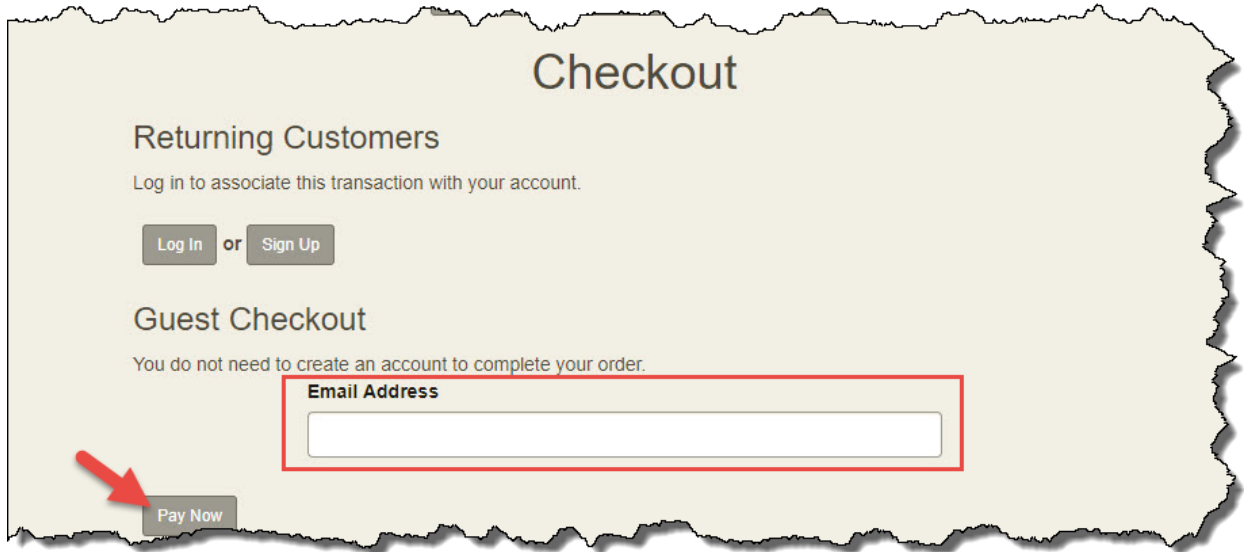 Checkout
Returning Customers
Log in to associate this transaction with your account.
Log In or Sign Up
Guest Checkout
You do not need to create an account to complete your order.
Email Address
Pay Now